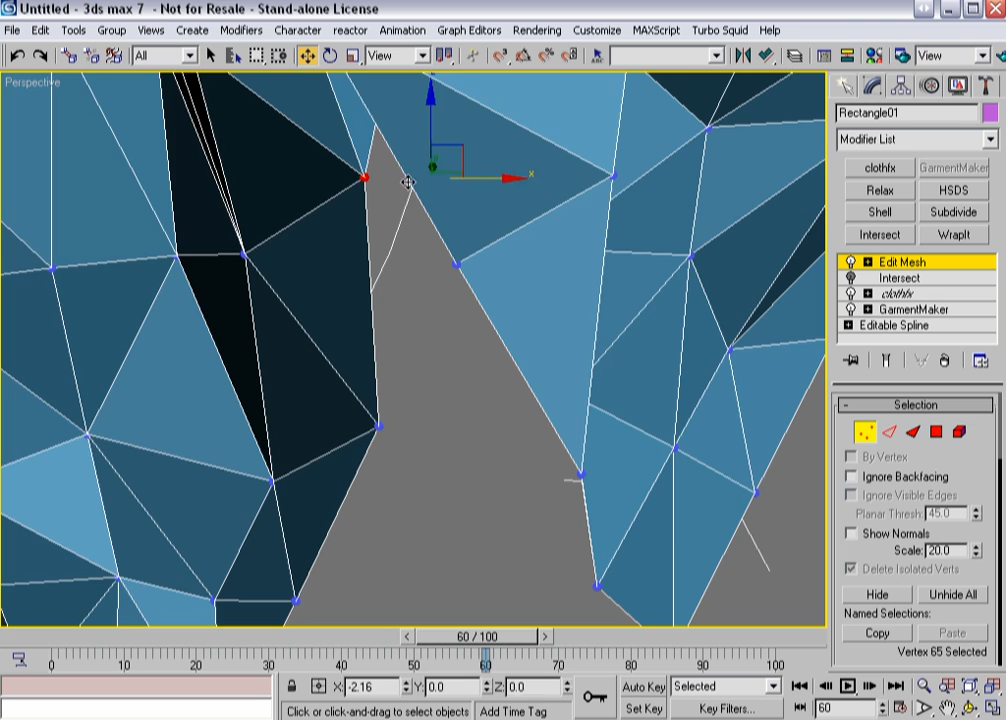 Untitled - 3ds max 7 - Not for Resale - Stand-alone License
File Edit Tools Group Views Create Modifiers Character reactor Animation Graph Editors Rendering Customize MAXScript Turbo Squid Help
All View View
Perspective
x
Rectangle01
Modifier List
clothfx GarmentMaker
Relax HSDS
Shell Subdivide
Intersect WrapIt
Edit Mesh
Intersect
clothfx
GarmentMaker
Editable Spline
- Selection
By Vertex
Ignore Backfacing
Ignore Visible Edges
Planar Thresh: 45.0
Show Normals
Scale: 20.0
Delete Isolated Verts
Hide Unhide All
Named Selections:
Copy Paste
Vertex 65 Selected
< 60 / 100 >
0 10 20 30 40 50 60 70 80 90 100
X: -2.16 Y: 0.0 Z: 0.0 Auto Key Selected
Click or click-and-drag to select objects Add Time Tag Set Key Key Filters... 60